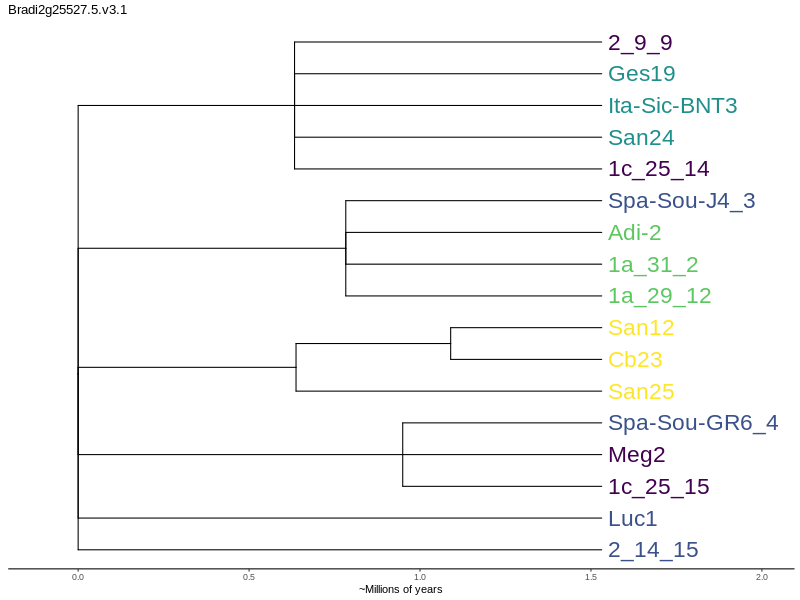 Bradi2g25527.5.v3.1
2_9_9
Ges19
Ita-Sic-BNT3
San24
1c_25_14
Spa-Sou-J4_3
Adi-2
1a_31_2
1a_29_12
San12
Cb23
San25
Spa-Sou-GR6_4
Meg2
1c_25_15
Luc1
2_14_15
0.0 0.5 1.0 1.5 2.0
~Millions of years